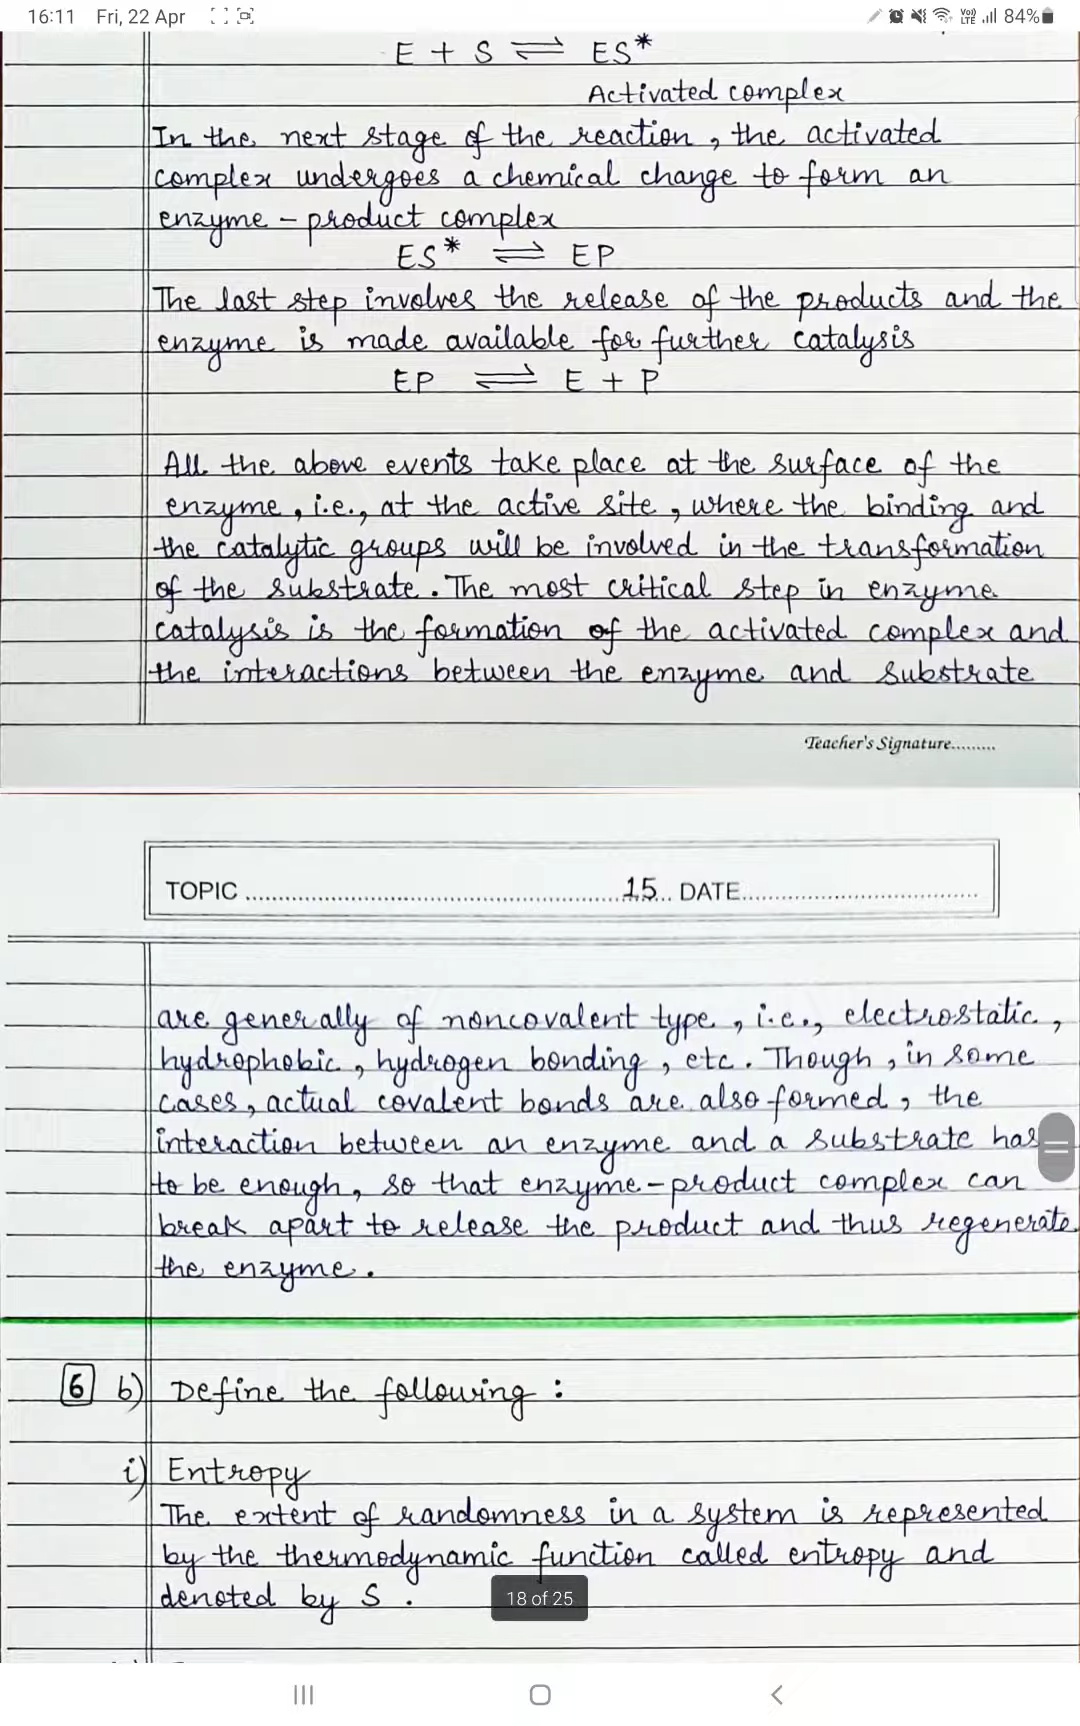 16:11 Fri, 22 Apr 84%
E + S ⇌ ES*
Activated complex
In the next stage of the reaction, the activated
complex undergoes a chemical change to form an
enzyme - product complex
ES* ⇌ EP
The last step involves the release of the products and the
enzyme is made available for further catalysis
EP ⇌ E + P
All the above events take place at the surface of the
enzyme, i.e., at the active site, where the binding and
the catalytic groups will be involved in the transformation
of the substrate. The most critical step in enzyme
catalysis is the formation of the activated complex and
the interactions between the enzyme and substrate
Teacher's Signature.........
TOPIC ............ 15 .. DATE............
are generally of noncovalent type, i.e., electrostatic,
hydrophobic, hydrogen bonding, etc. Though, in some
cases, actual covalent bonds are also formed, the
interaction between an enzyme and a substrate has
to be enough, so that enzyme-product complex can
break apart to release the product and thus regenerate
the enzyme.
6 b) Define the following :
i) Entropy
The extent of randomness in a system is represented
by the thermodynamic function called entropy and
denoted by S.
18 of 25